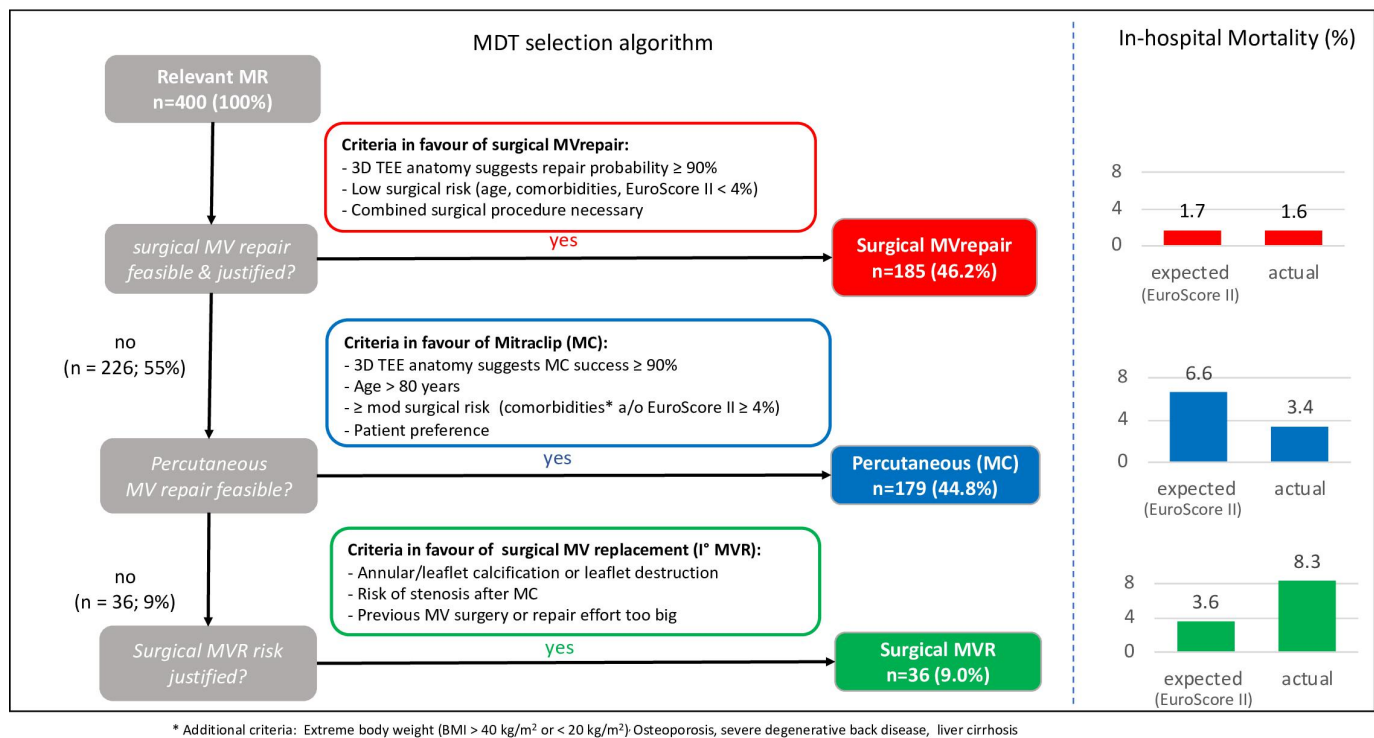 MDT selection algorithm
In-hospital Mortality (%)
Relevant MR
n=400 (100%)
Criteria in favour of surgical MVrepair:
- 3D TEE anatomy suggests repair probability ≥ 90%
- Low surgical risk (age, comorbidities, EuroScore II < 4%)
- Combined surgical procedure necessary
surgical MV repair
feasible & justified?
yes
Surgical MVrepair
n=185 (46.2%)
8
4
0
1.7
1.6
expected
(EuroScore II)
actual
no
(n = 226; 55%)
Criteria in favour of Mitraclip (MC):
- 3D TEE anatomy suggests MC success ≥ 90%
- Age > 80 years
- ≥ mod surgical risk (comorbidities* a/o EuroScore II ≥ 4%)
- Patient preference
Percutaneous
MV repair feasible?
yes
Percutaneous (MC)
n=179 (44.8%)
8
4
0
6.6
3.4
expected
(EuroScore II)
actual
no
(n = 36; 9%)
Criteria in favour of surgical MV replacement (I° MVR):
- Annular/leaflet calcification or leaflet destruction
- Risk of stenosis after MC
- Previous MV surgery or repair effort too big
Surgical MVR risk
justified?
yes
Surgical MVR
n=36 (9.0%)
8
4
0
3.6
8.3
expected
(EuroScore II)
actual
* Additional criteria: Extreme body weight (BMI > 40 kg/m² or < 20 kg/m²), Osteoporosis, severe degenerative back disease, liver cirrhosis